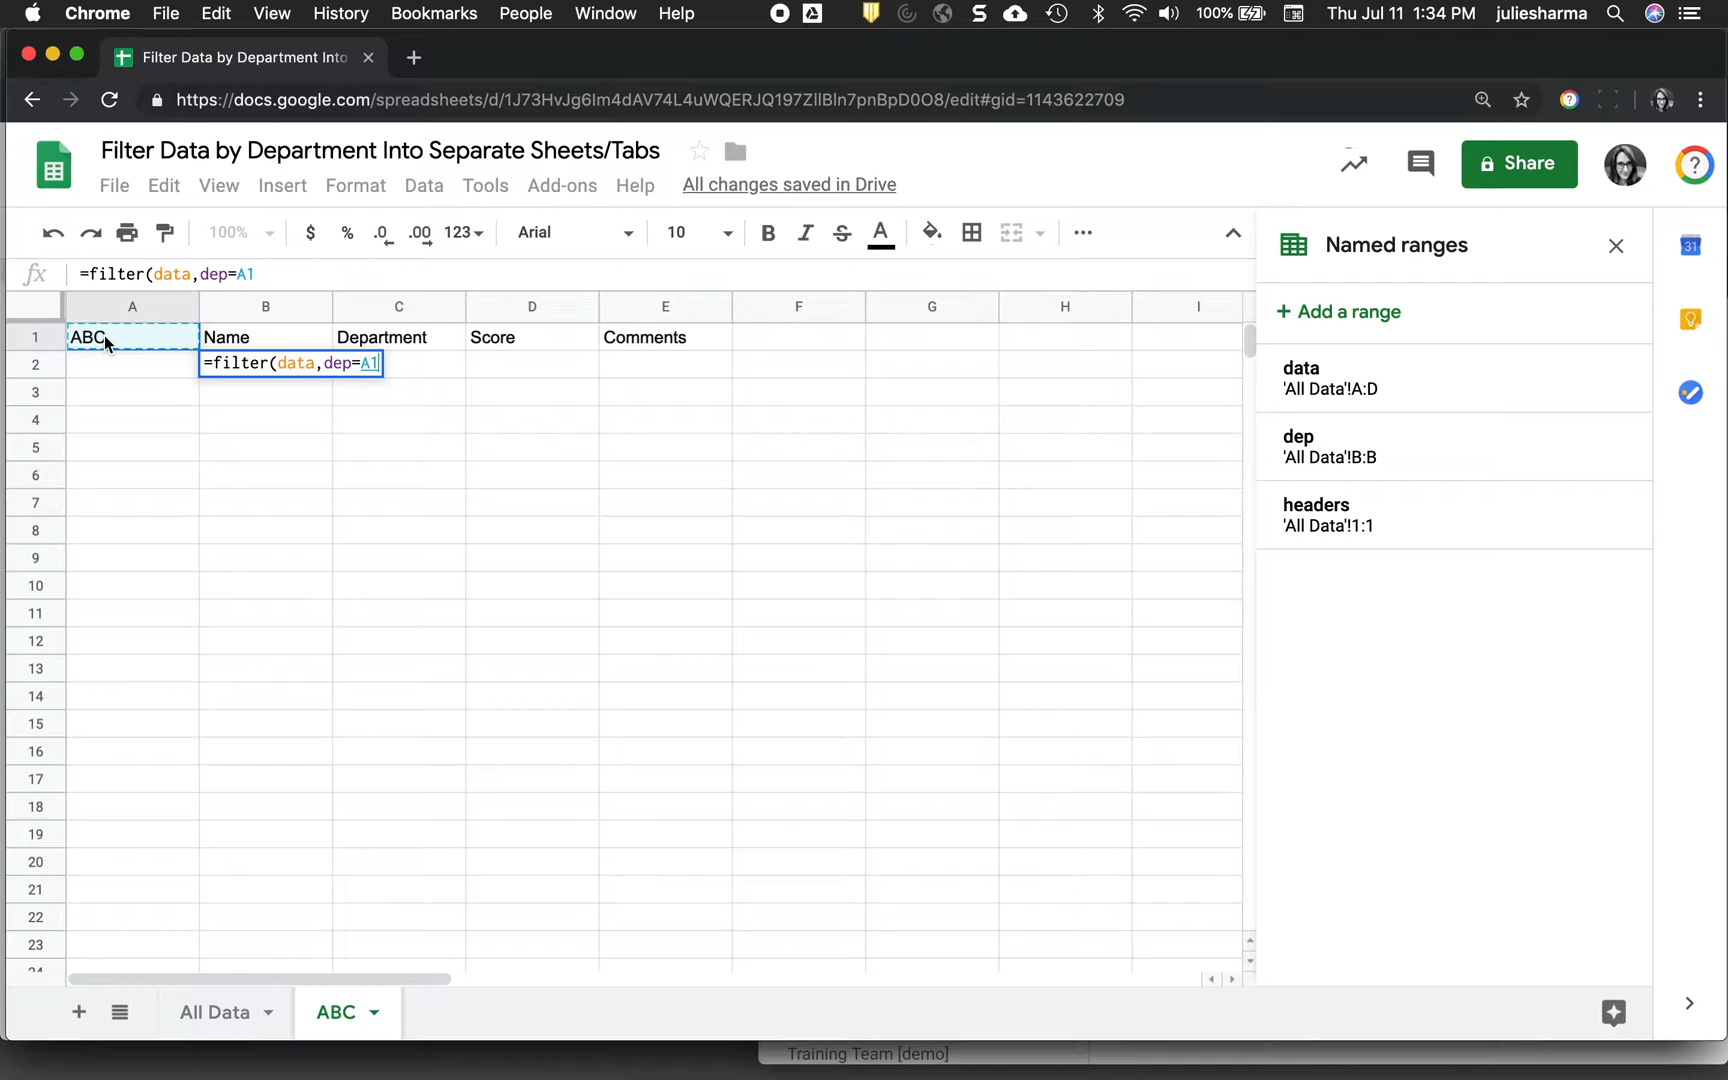 Chrome File Edit View History Bookmarks People Window Help 100% Thu Jul 11 1:34 PM juliesharma
Filter Data by Department Into
https://docs.google.com/spreadsheets/d/1J73HvJg6Im4dAV74L4uWQERJQ197ZllBln7pnBpD0O8/edit#gid=1143622709
Filter Data by Department Into Separate Sheets/Tabs
Share
File Edit View Insert Format Data Tools Add-ons Help All changes saved in Drive
100% $ % .0 .00 123 Arial 10 B I S A
Named ranges
31
fx =filter(data,dep=A1
+ Add a range
A B C D E F G H I
1 ABC Name Department Score Comments
2 =filter(data,dep=A1
3
4
5
6
7
8
9
10
11
12
13
14
15
16
17
18
19
20
21
22
23
24
data
'All Data'!A:D
dep
'All Data'!B:B
headers
'All Data'!1:1
All Data ABC
Training Team [demo]